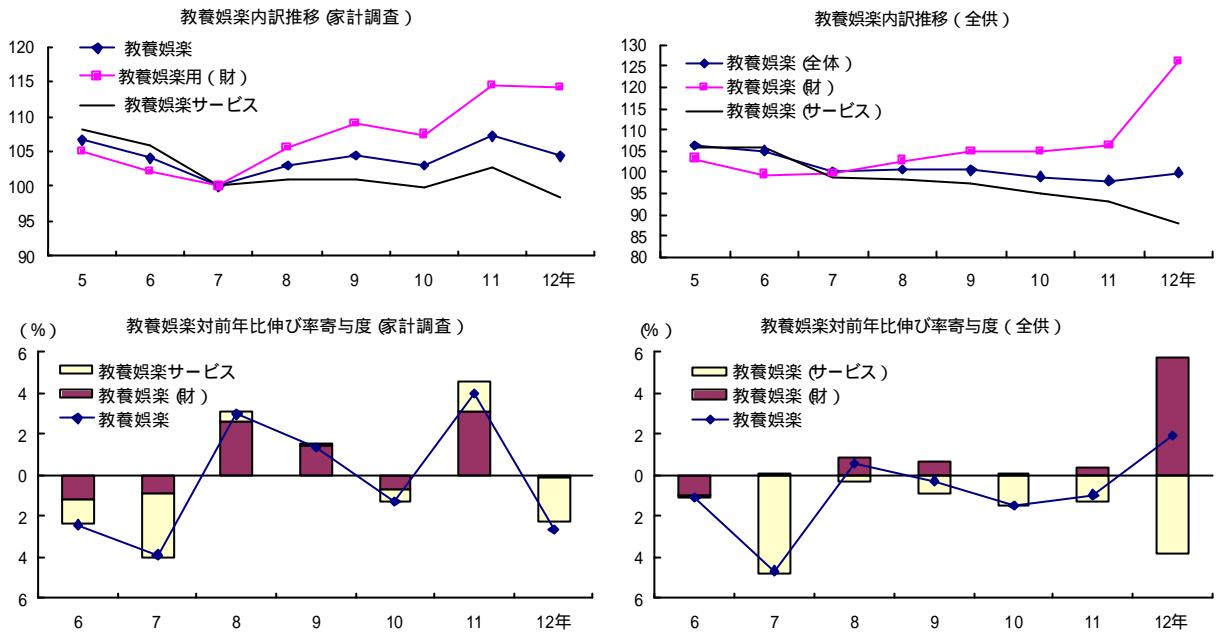 教養娯楽内訳推移(家計調査)
120
115
110
105
100
95
90
教養娯楽
教養娯楽用(財)
教養娯楽サービス
5 6 7 8 9 10 11 12年
教養娯楽内訳推移(全供)
130
125
120
115
110
105
100
95
90
85
80
教養娯楽(全体)
教養娯楽(財)
教養娯楽(サービス)
5 6 7 8 9 10 11 12年
教養娯楽対前年比伸び率寄与度(家計調査)
(%)
6
4
2
0
2
4
6
教養娯楽サービス
教養娯楽(財)
教養娯楽
6 7 8 9 10 11 12年
教養娯楽対前年比伸び率寄与度(全供)
(%)
6
4
2
0
2
4
6
教養娯楽(サービス)
教養娯楽(財)
教養娯楽
6 7 8 9 10 11 12年